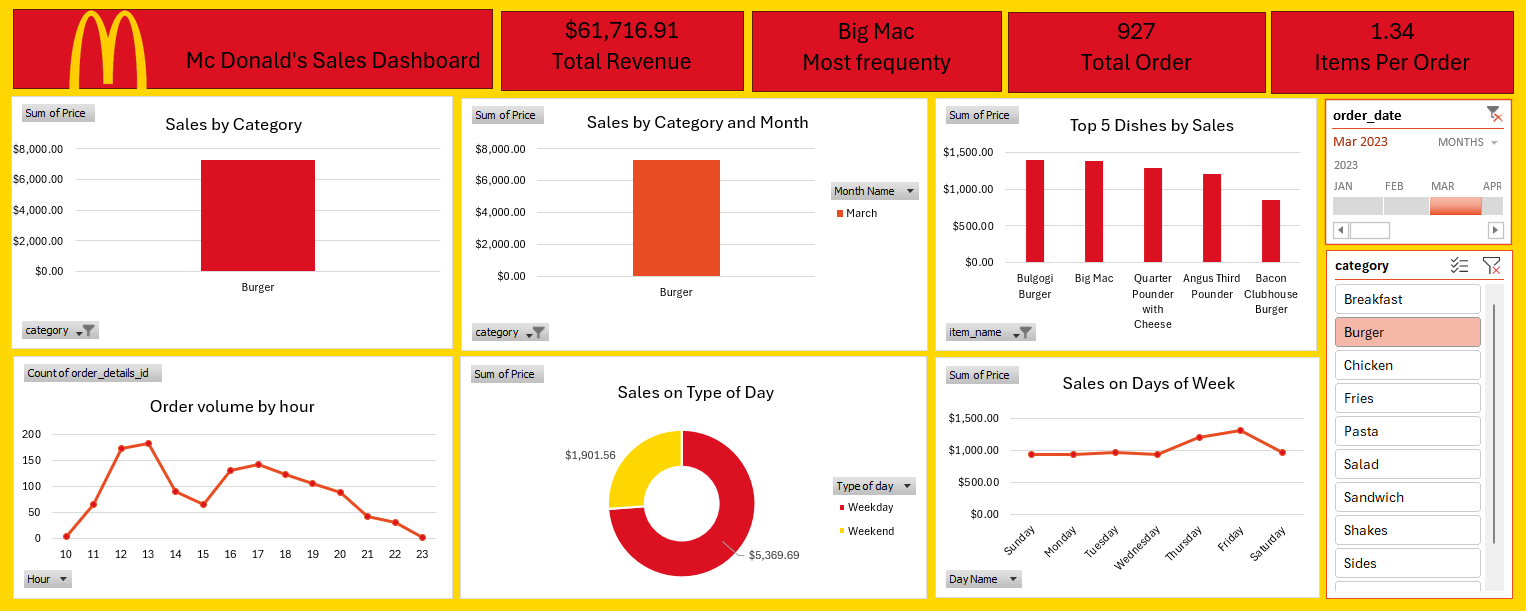 Mc Donald's Sales Dashboard
$61,716.91
Total Revenue
Big Mac
Most frequenty
927
Total Order
1.34
Items Per Order
Sum of Price
Sales by Category
$8,000.00
$6,000.00
$4,000.00
$2,000.00
$0.00
Burger
category
Sum of Price
Sales by Category and Month
$8,000.00
$6,000.00
$4,000.00
$2,000.00
$0.00
Burger
Month Name
March
category
Sum of Price
Top 5 Dishes by Sales
$1,500.00
$1,000.00
$500.00
$0.00
Bulgogi
Burger
Big Mac
Quarter
Pounder
with
Cheese
Angus Third
Pounder
Bacon
Clubhouse
Burger
item_name
order_date
Mar 2023
MONTHS
2023
JAN FEB MAR APR
category
Breakfast
Burger
Chicken
Fries
Pasta
Salad
Sandwich
Shakes
Sides
Count of order_details_id
Order volume by hour
200
150
100
50
0
10 11 12 13 14 15 16 17 18 19 20 21 22 23
Hour
Sum of Price
Sales on Type of Day
$1,901.56
$5,369.69
Type of day
Weekday
Weekend
Sum of Price
Sales on Days of Week
$1,500.00
$1,000.00
$500.00
$0.00
Sunday Monday Tuesday Wednesday Thursday Friday Saturday
Day Name